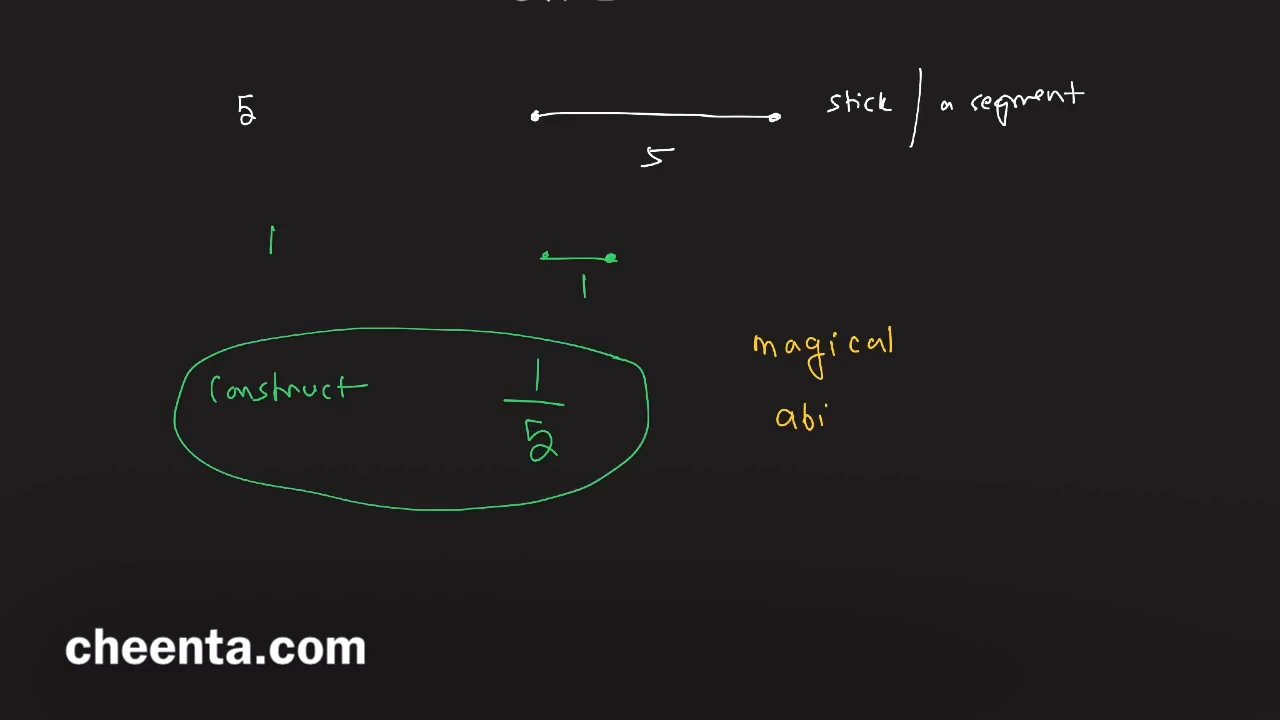 5
stick | a segment
5
1
1
construct
1
5
magical
abi
cheenta.com